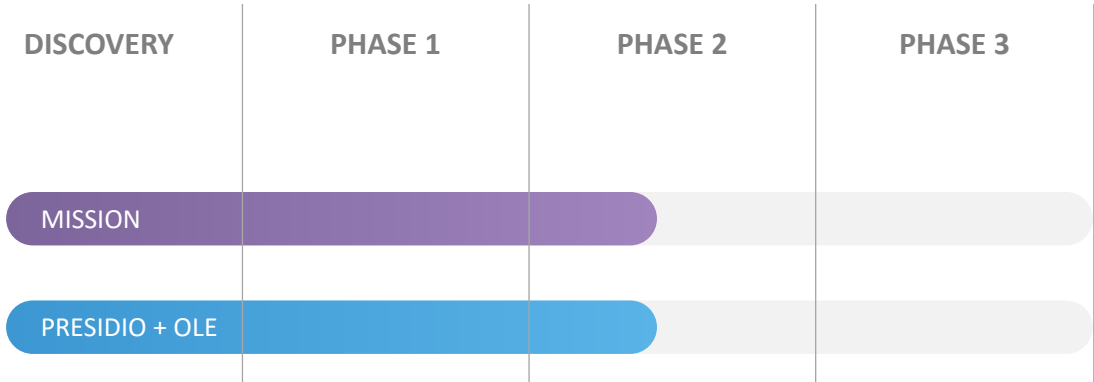 DISCOVERY PHASE 1 PHASE 2 PHASE 3
MISSION
PRESIDIO + OLE